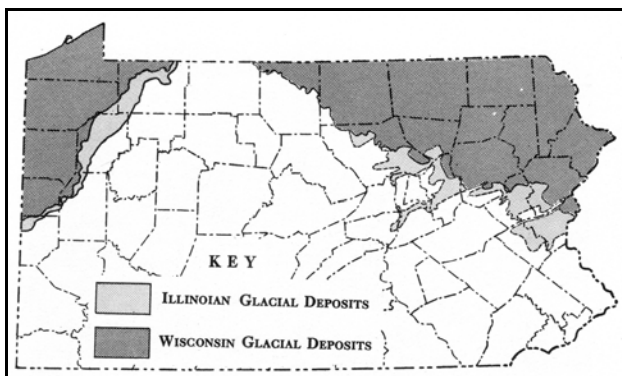 KEY
ILLINOIAN GLACIAL DEPOSITS
WISCONSIN GLACIAL DEPOSITS